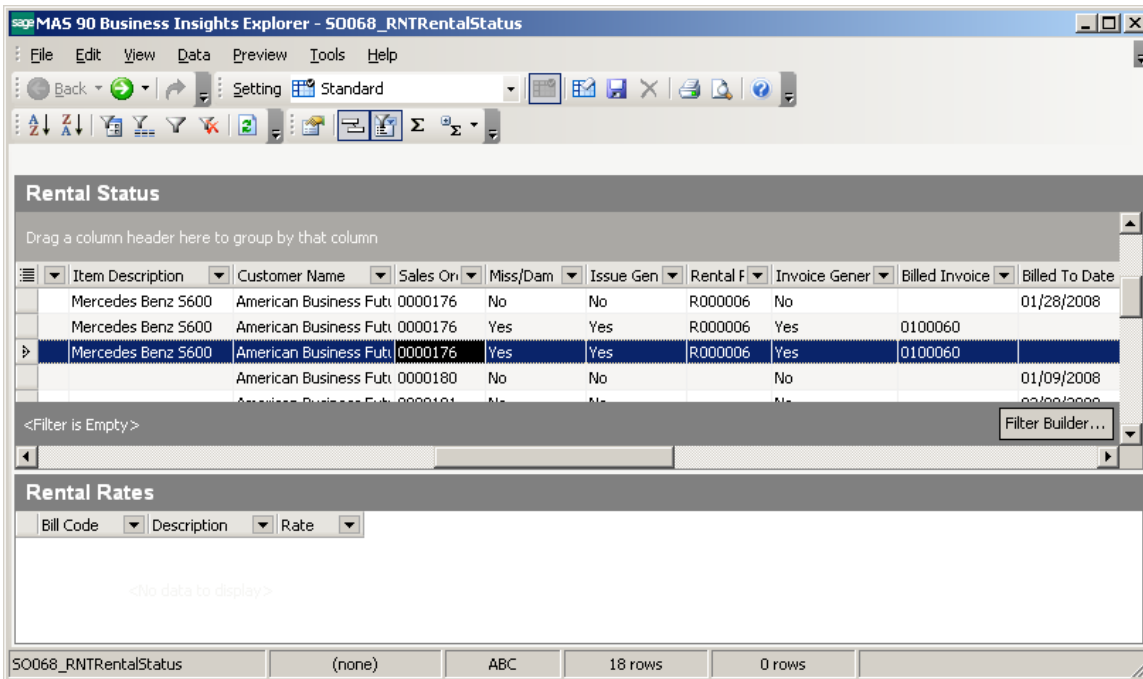 sage MAS 90 Business Insights Explorer - SO068_RNTRentalStatus
File Edit View Data Preview Tools Help
Back Setting Standard
Rental Status
Drag a column header here to group by that column
Item Description Customer Name Sales Or Miss/Dam Issue Gen Rental F Invoice Gener Billed Invoice Billed To Date
Mercedes Benz S600 American Business Futu 0000176 No No R000006 No 01/28/2008
Mercedes Benz S600 American Business Futu 0000176 Yes Yes R000006 Yes 0100060
Mercedes Benz S600 American Business Futu 0000176 Yes Yes R000006 Yes 0100060
American Business Futu 0000180 No No No 01/09/2008
<Filter is Empty> Filter Builder...
Rental Rates
Bill Code Description Rate
<No data to display>
SO068_RNTRentalStatus (none) ABC 18 rows 0 rows